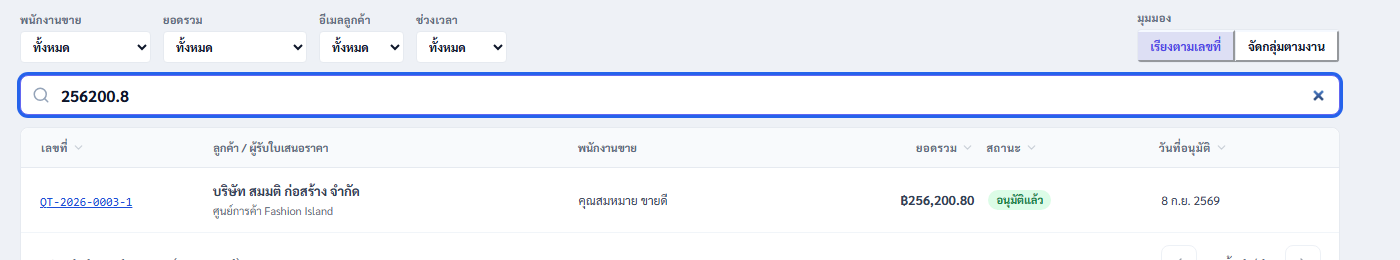 พนักงานขาย ยอดรวม อีเมลลูกค้า ช่วงเวลา มุมมอง
ทั้งหมด ทั้งหมด ทั้งหมด ทั้งหมด เรียงตามเลขที่ จัดกลุ่มตามงาน
256200.8
เลขที่ ลูกค้า / ผู้รับใบเสนอราคา พนักงานขาย ยอดรวม สถานะ วันที่อนุมัติ
บริษัท สมมติ ก่อสร้าง จำกัด
QT-2026-0003-1 คุณสมหมาย ขายดี ฿256,200.80 อนุมัติแล้ว 8 ก.ย. 2569
ศูนย์การค้า Fashion Island